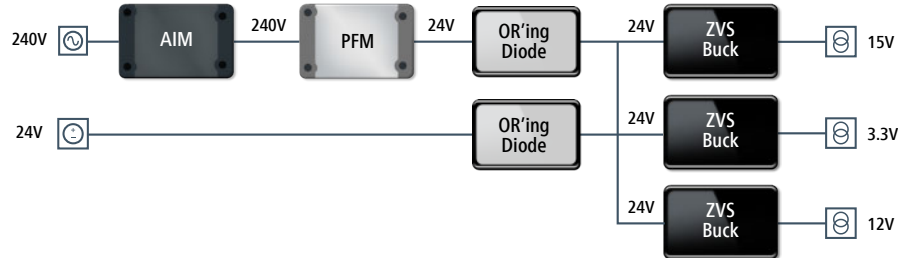 240V
AIM
240V
PFM
24V
OR'ing
Diode
24V
ZVS
Buck
15V
24V
OR'ing
Diode
24V
ZVS
Buck
3.3V
24V
ZVS
Buck
12V